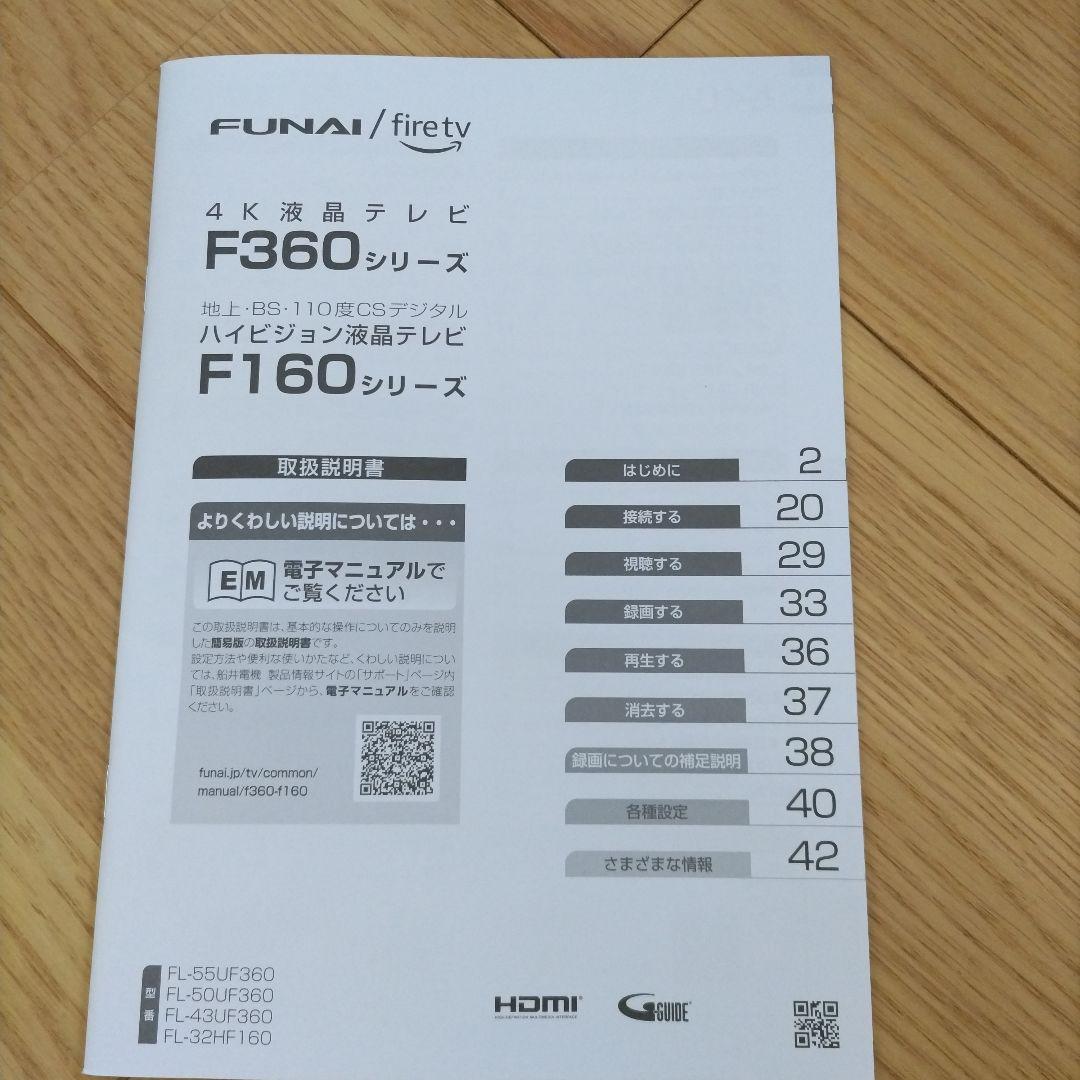 FUNAI / fire tv
4K液晶テレビ
F360シリーズ
地上・BS・110度CSデジタル
ハイビジョン液晶テレビ
F160シリーズ
取扱説明書
よりくわしい説明については・・・
EM 電子マニュアルで
ご覧ください
この取扱説明書は、基本的な操作についてのみを説明
した簡易版の取扱説明書です。
設定方法や便利な使いかたなど、くわしい説明につい
ては、船井電機 製品情報サイトの「サポート」ページ内
「取扱説明書」ページから、電子マニュアルをご確認
ください。
funai.jp/tv/common/
manual/f360-f160
はじめに 2
接続する 20
視聴する 29
録画する 33
再生する 36
消去する 37
録画についての補足説明 38
各種設定 40
さまざまな情報 42
型番
FL-55UF360
FL-50UF360
FL-43UF360
FL-32HF160
HDMI®
HIGH-DEFINITION MULTIMEDIA INTERFACE
G-GUIDE®